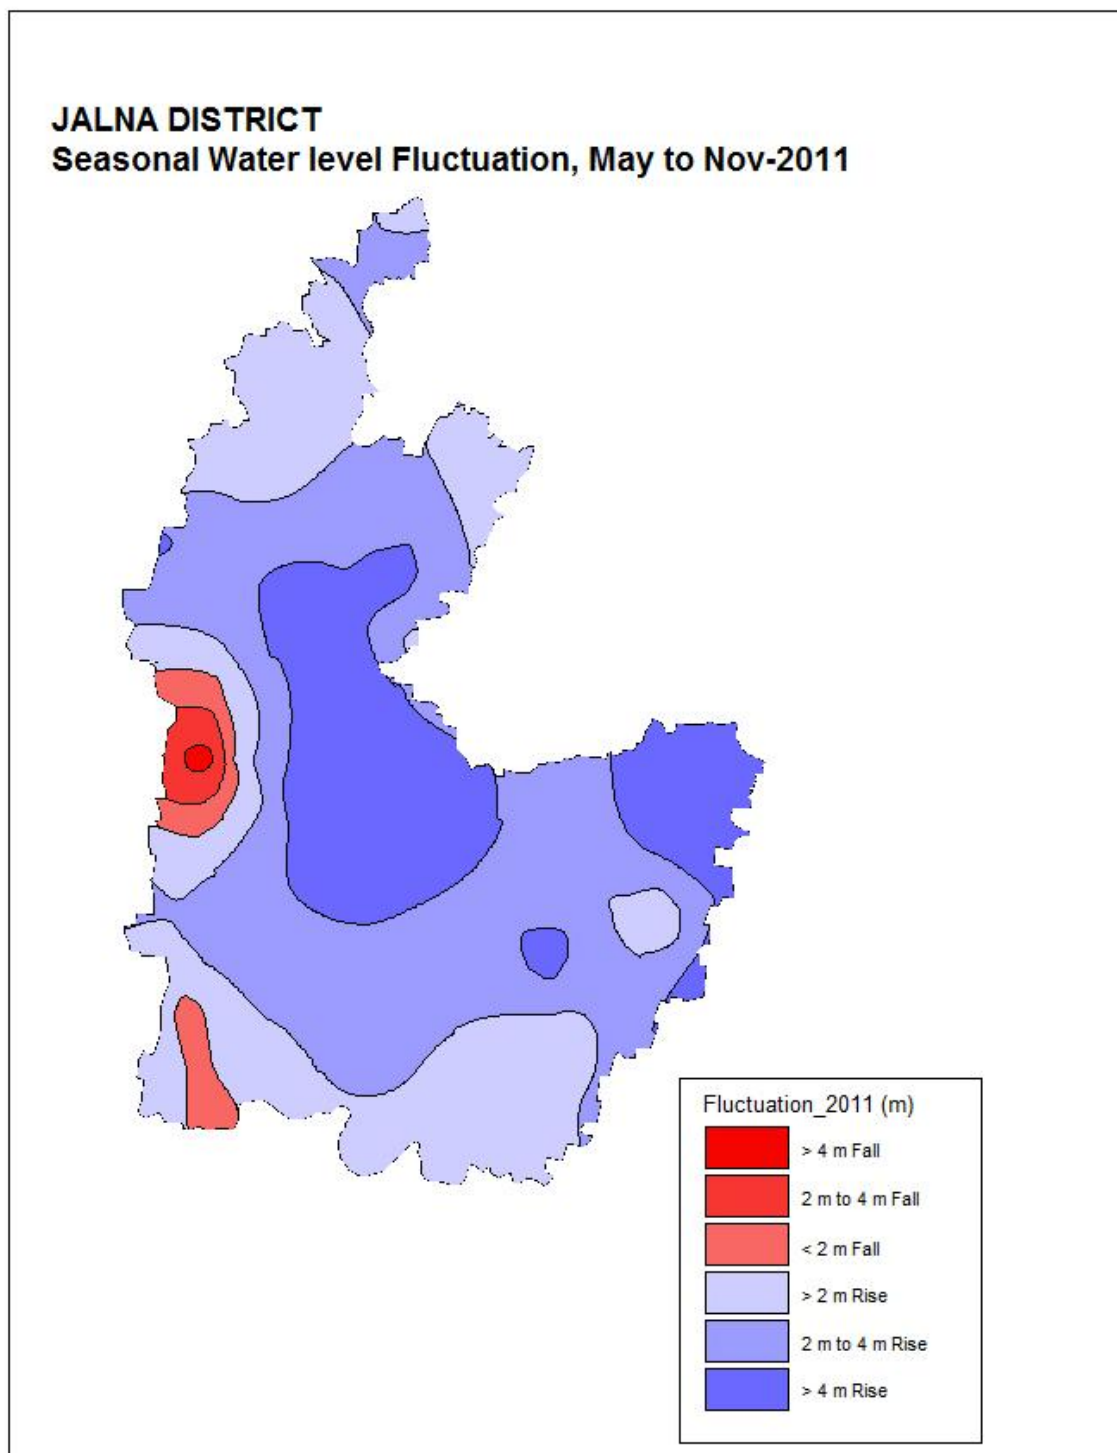 JALNA DISTRICT
Seasonal Water level Fluctuation, May to Nov-2011
Fluctuation_2011 (m)
> 4 m Fall
2 m to 4 m Fall
< 2 m Fall
> 2 m Rise
2 m to 4 m Rise
> 4 m Rise